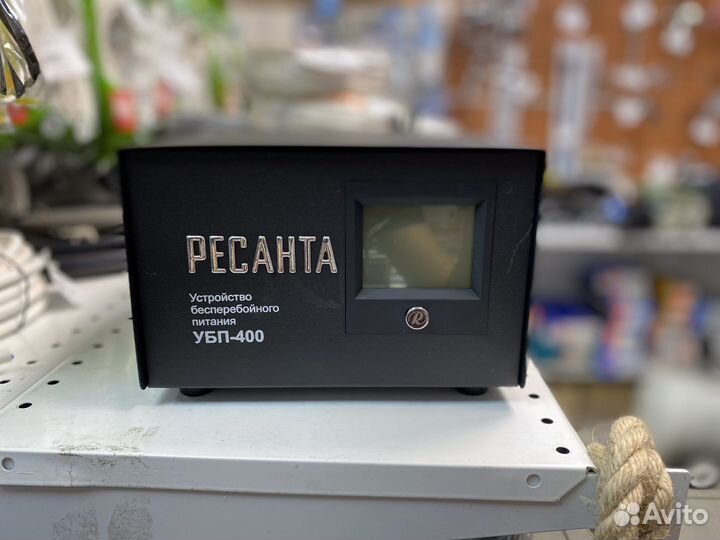 РЕСАНТА
Устройство
бесперебойного
питания
УБП-400
R
Avito